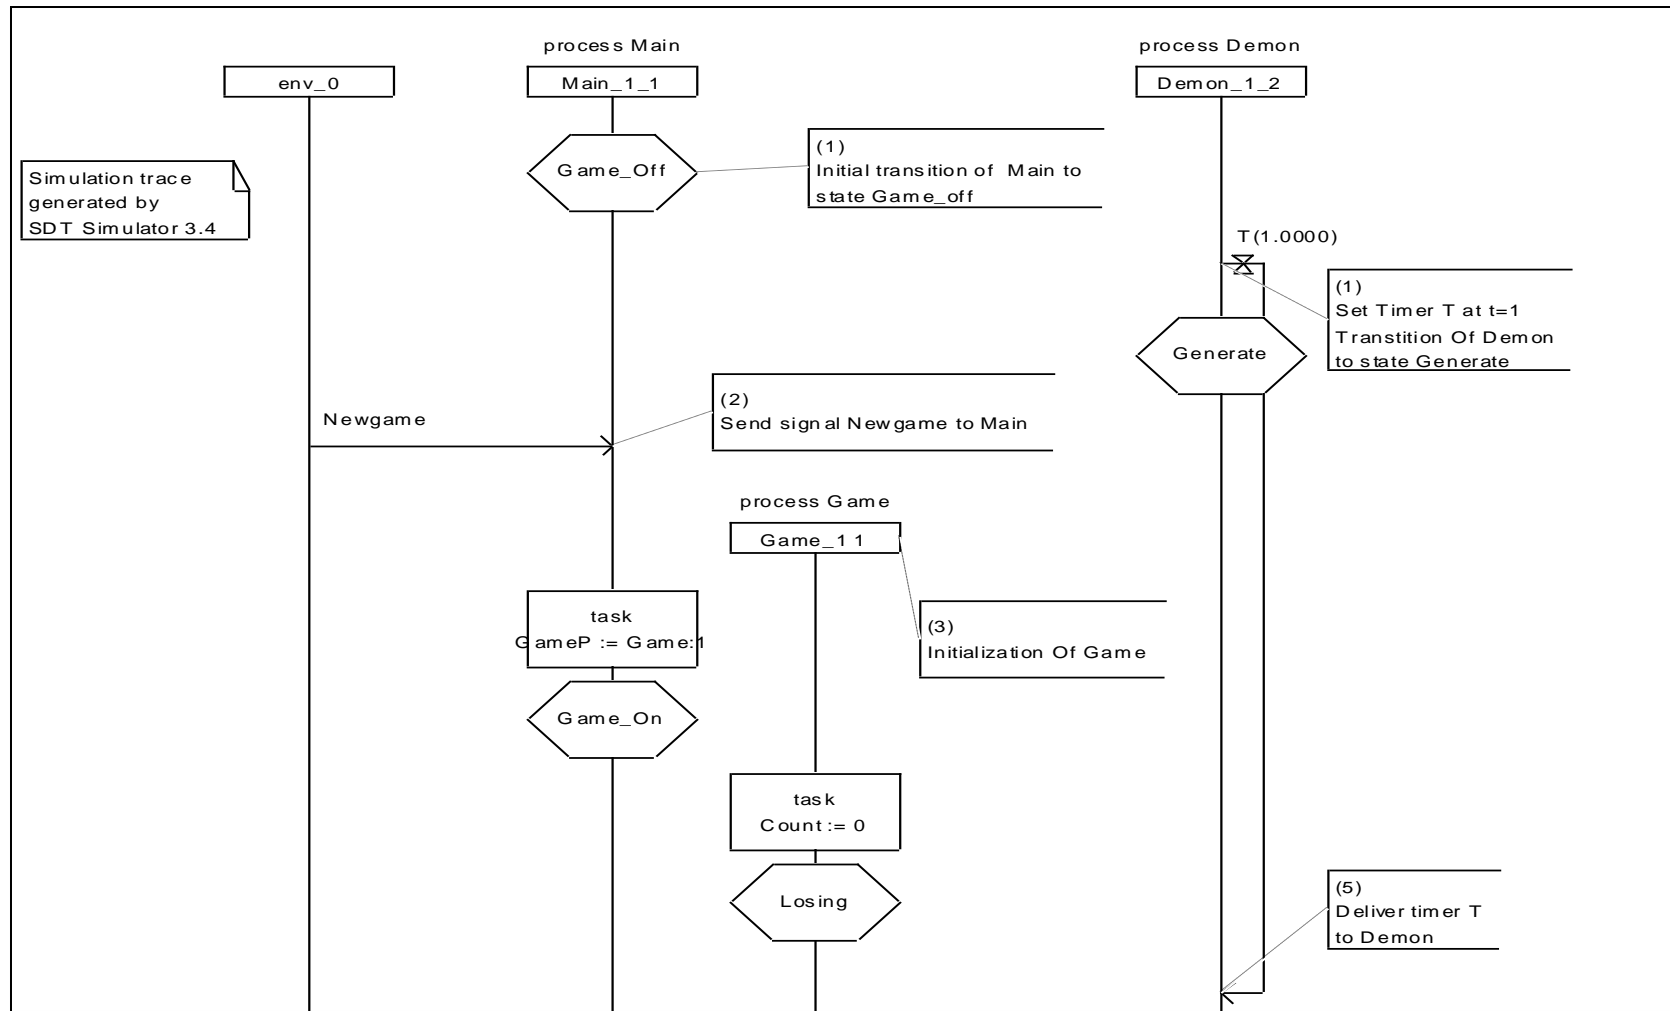 process Main
process Demon
env_0
Main_1_1
Demon_1_2
(1)
Initial transition of Main to
state Game_off
Game_Off
Simulation trace
generated by
SDT Simulator 3.4
T(1.0000)
(1)
Set Timer T at t=1
Transtition Of Demon
to state Generate
Generate
(2)
Send signal Newgame to Main
Newgame
process Game
Game_1 1
task
GameP := Game:1
(3)
Initialization Of Game
Game_On
task
Count := 0
Losing
(5)
Deliver timer T
to Demon